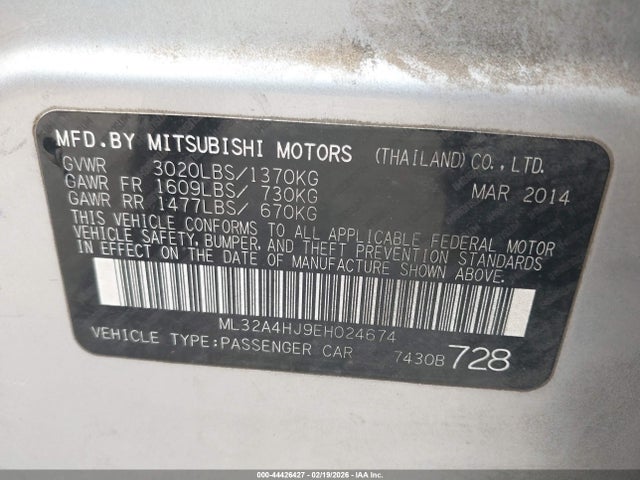 MFD.BY MITSUBISHI MOTORS (THAILAND) CO., LTD.
GVWR 3020LBS/1370KG MAR 2014
GAWR FR 1609LBS/ 730KG
GAWR RR 1477LBS/ 670KG
THIS VEHICLE CONFORMS TO ALL APPLICABLE FEDERAL MOTOR
VEHICLE SAFETY, BUMPER, AND THEFT PREVENTION STANDARDS
IN EFFECT ON THE DATE OF MANUFACTURE SHOWN ABOVE.
ML32A4HJ9EH024674
VEHICLE TYPE:PASSENGER CAR 7430B 728
000-44426427 - 02/19/2026 - IAAI.CA